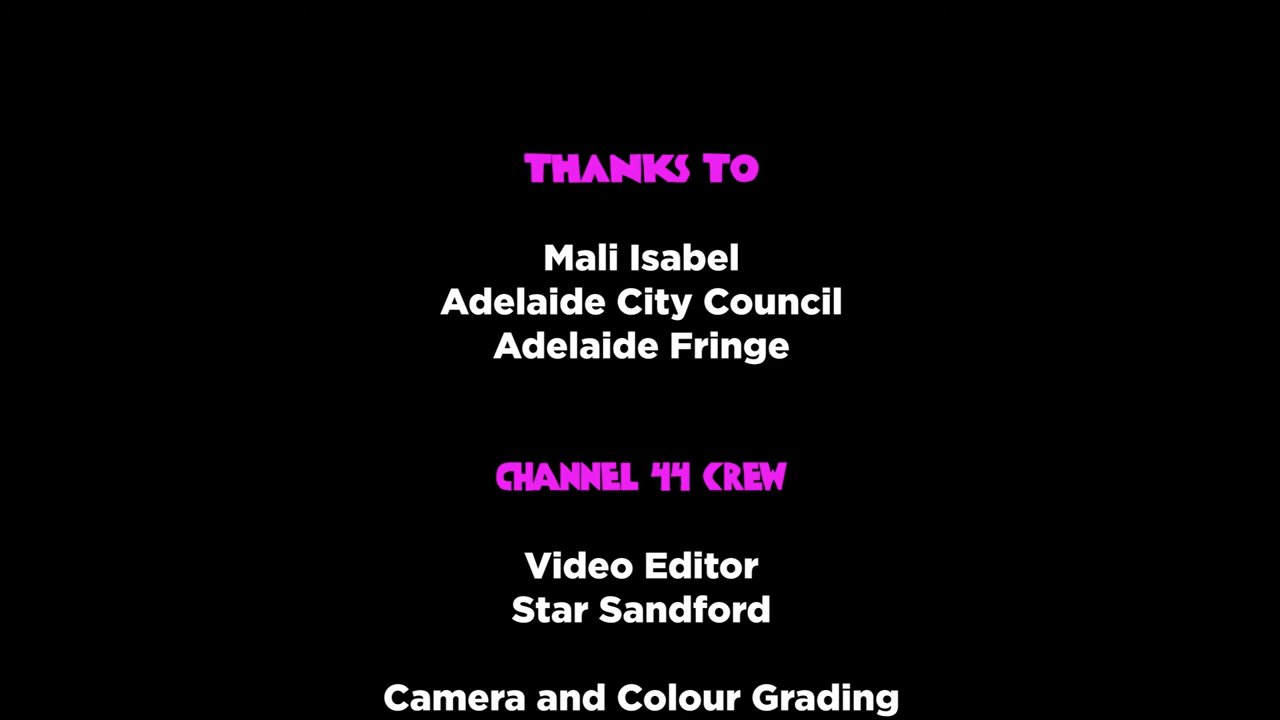 THANKS TO
Mali Isabel
Adelaide City Council
Adelaide Fringe
CHANNEL 44 CREW
Video Editor
Star Sandford
Camera and Colour Grading